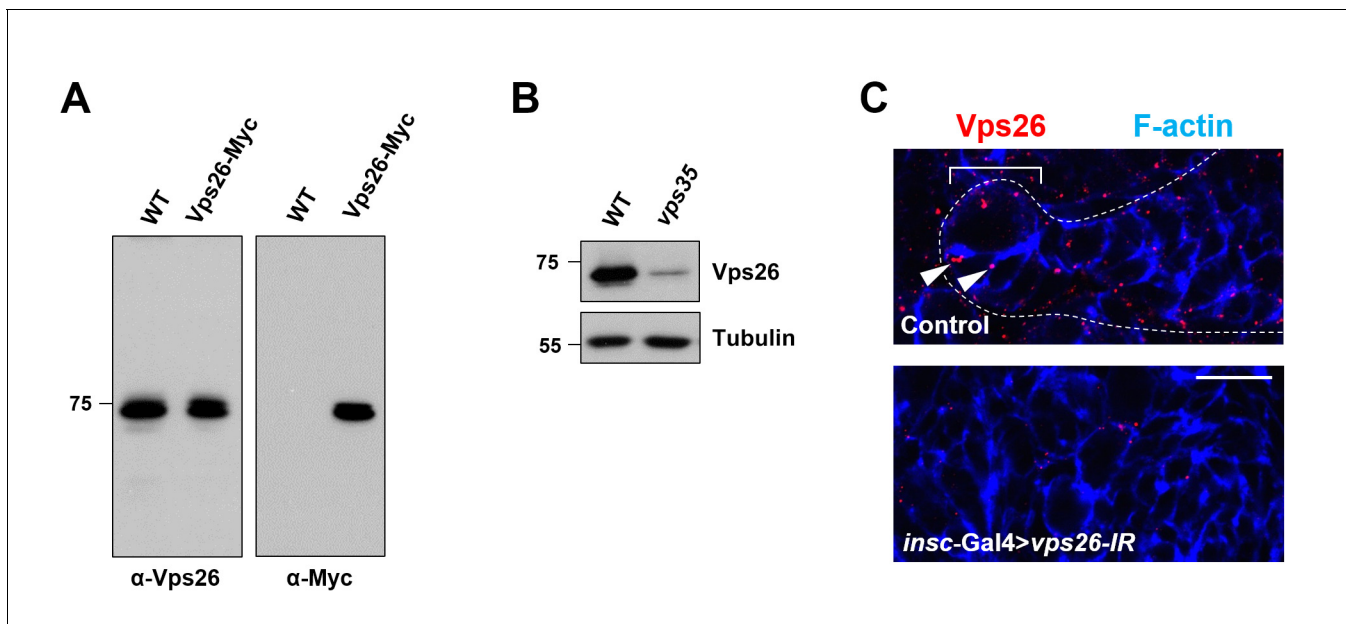 A
WT
Vps26-Myc
WT
Vps26-Myc
75
α-Vps26
α-Myc
B
WT
vps35
75
Vps26
55
Tubulin
C
Vps26
F-actin
Control
insc-Gal4>vps26-IR